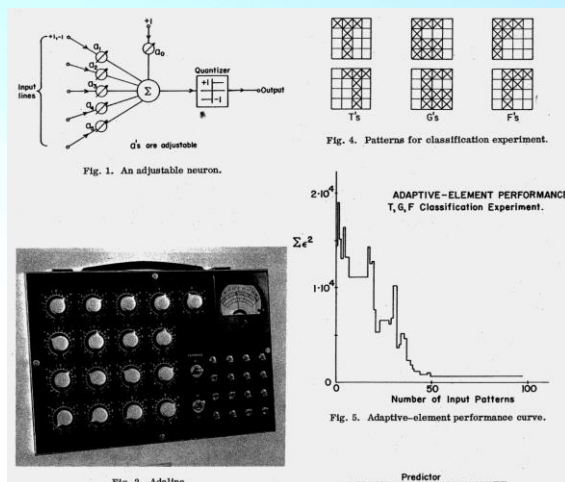 +1,-1
a1
a2
a3
a4
a5
Input
lines
+1
a0
Σ
Quantizer
+1
-1
Output
a's are adjustable
Fig. 1. An adjustable neuron.
T's G's F's
Fig. 4. Patterns for classification experiment.
2·10⁴
ADAPTIVE-ELEMENT PERFORMANCE
T, G, F Classification Experiment.
Σε²
1·10⁴
0
0 50 100
Number of Input Patterns
Fig. 5. Adaptive-element performance curve.
Adaline
Predictor